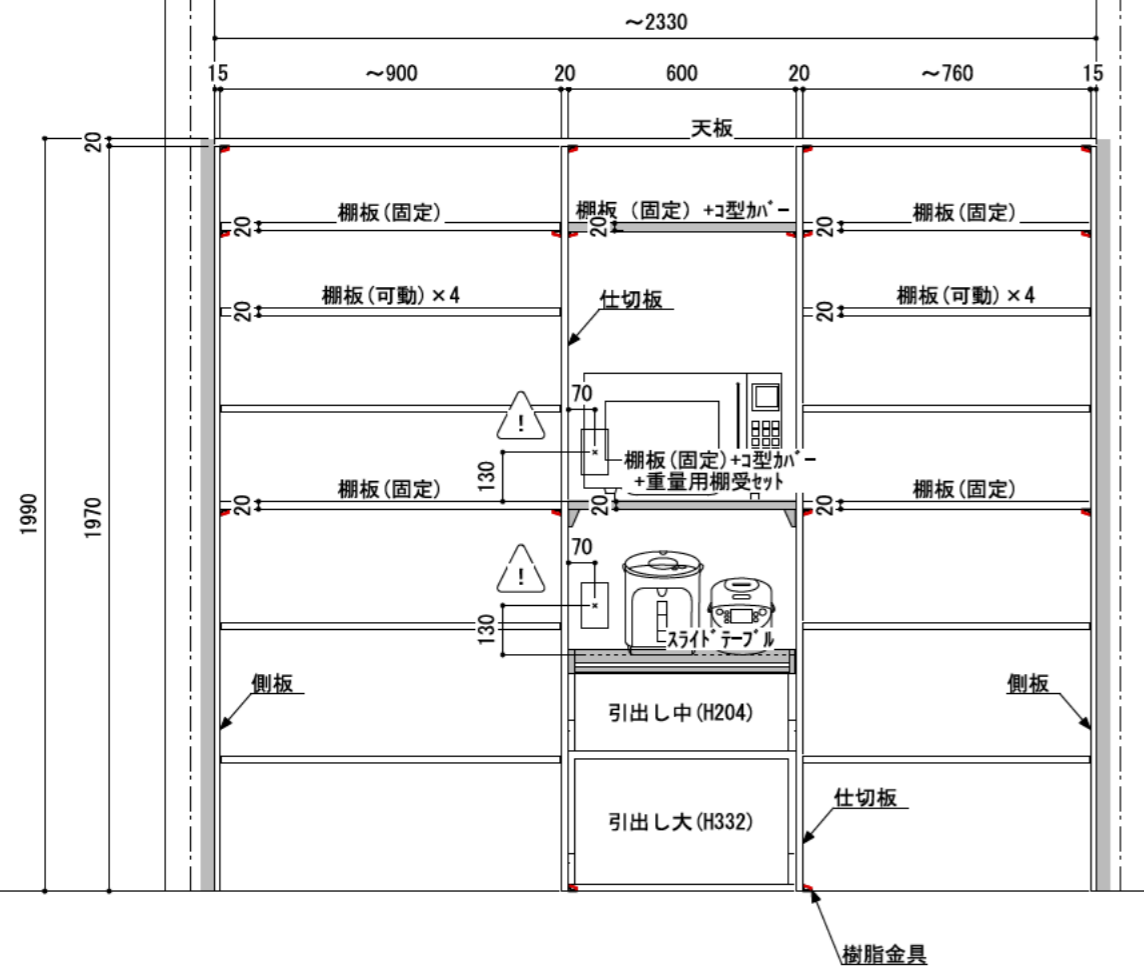 ～2330
15 ～900 20 600 20 ～760 15
天板
20
棚板(固定) 棚板（固定）+ｺ型ｶﾊﾞｰ 棚板(固定)
20 20 20
棚板(可動)×4 仕切板 棚板(可動)×4
20 20
70
!
130
棚板(固定)+ｺ型ｶﾊﾞｰ
+重量用棚受ｾｯﾄ
棚板(固定) 棚板(固定)
20 20 20
1990 1970
70
!
130
ｽﾗｲﾄﾞﾃｰﾌﾞﾙ
側板 側板
引出し中(H204)
仕切板
引出し大(H332)
樹脂金具